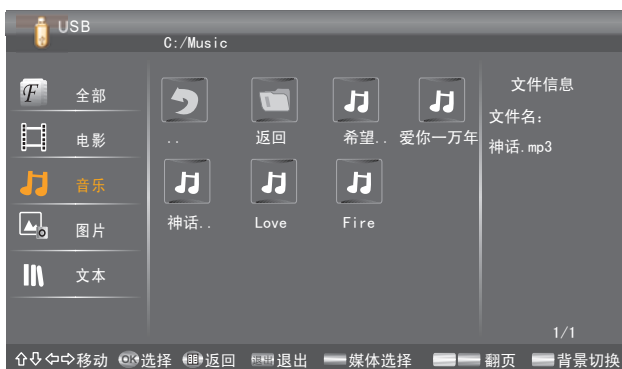 USB
C:/Music
全部
电影
音乐
图片
文本
..
返回
希望..
爱你一万年
神话..
Love
Fire
文件信息
文件名：
神话.mp3
1/1
移动 OK选择 返回 退出 媒体选择 翻页 背景切换